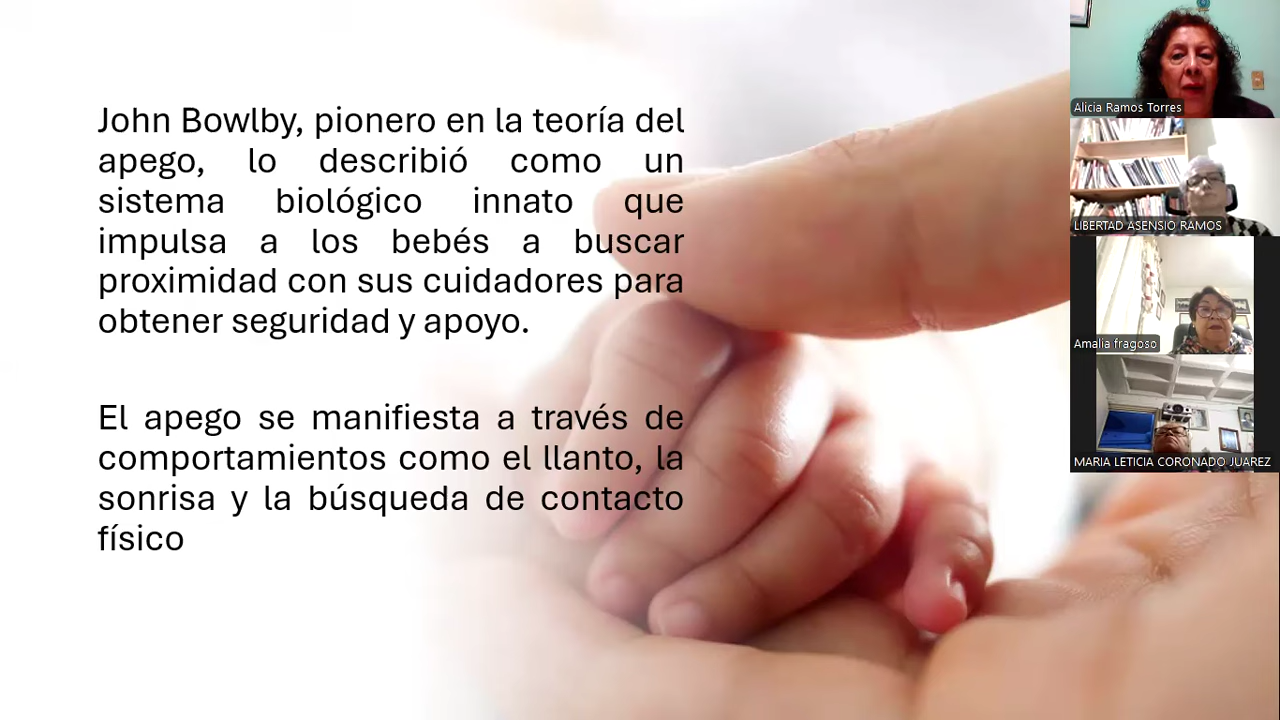 John Bowlby, pionero en la teoría del
apego, lo describió como un
sistema biológico innato que
impulsa a los bebés a buscar
proximidad con sus cuidadores para
obtener seguridad y apoyo.
El apego se manifiesta a través de
comportamientos como el llanto, la
sonrisa y la búsqueda de contacto
físico
Alicia Ramos Torres
LIBERTAD ASENSIO RAMOS
Amalia fragoso
MARIA LETICIA CORONADO JUAREZ